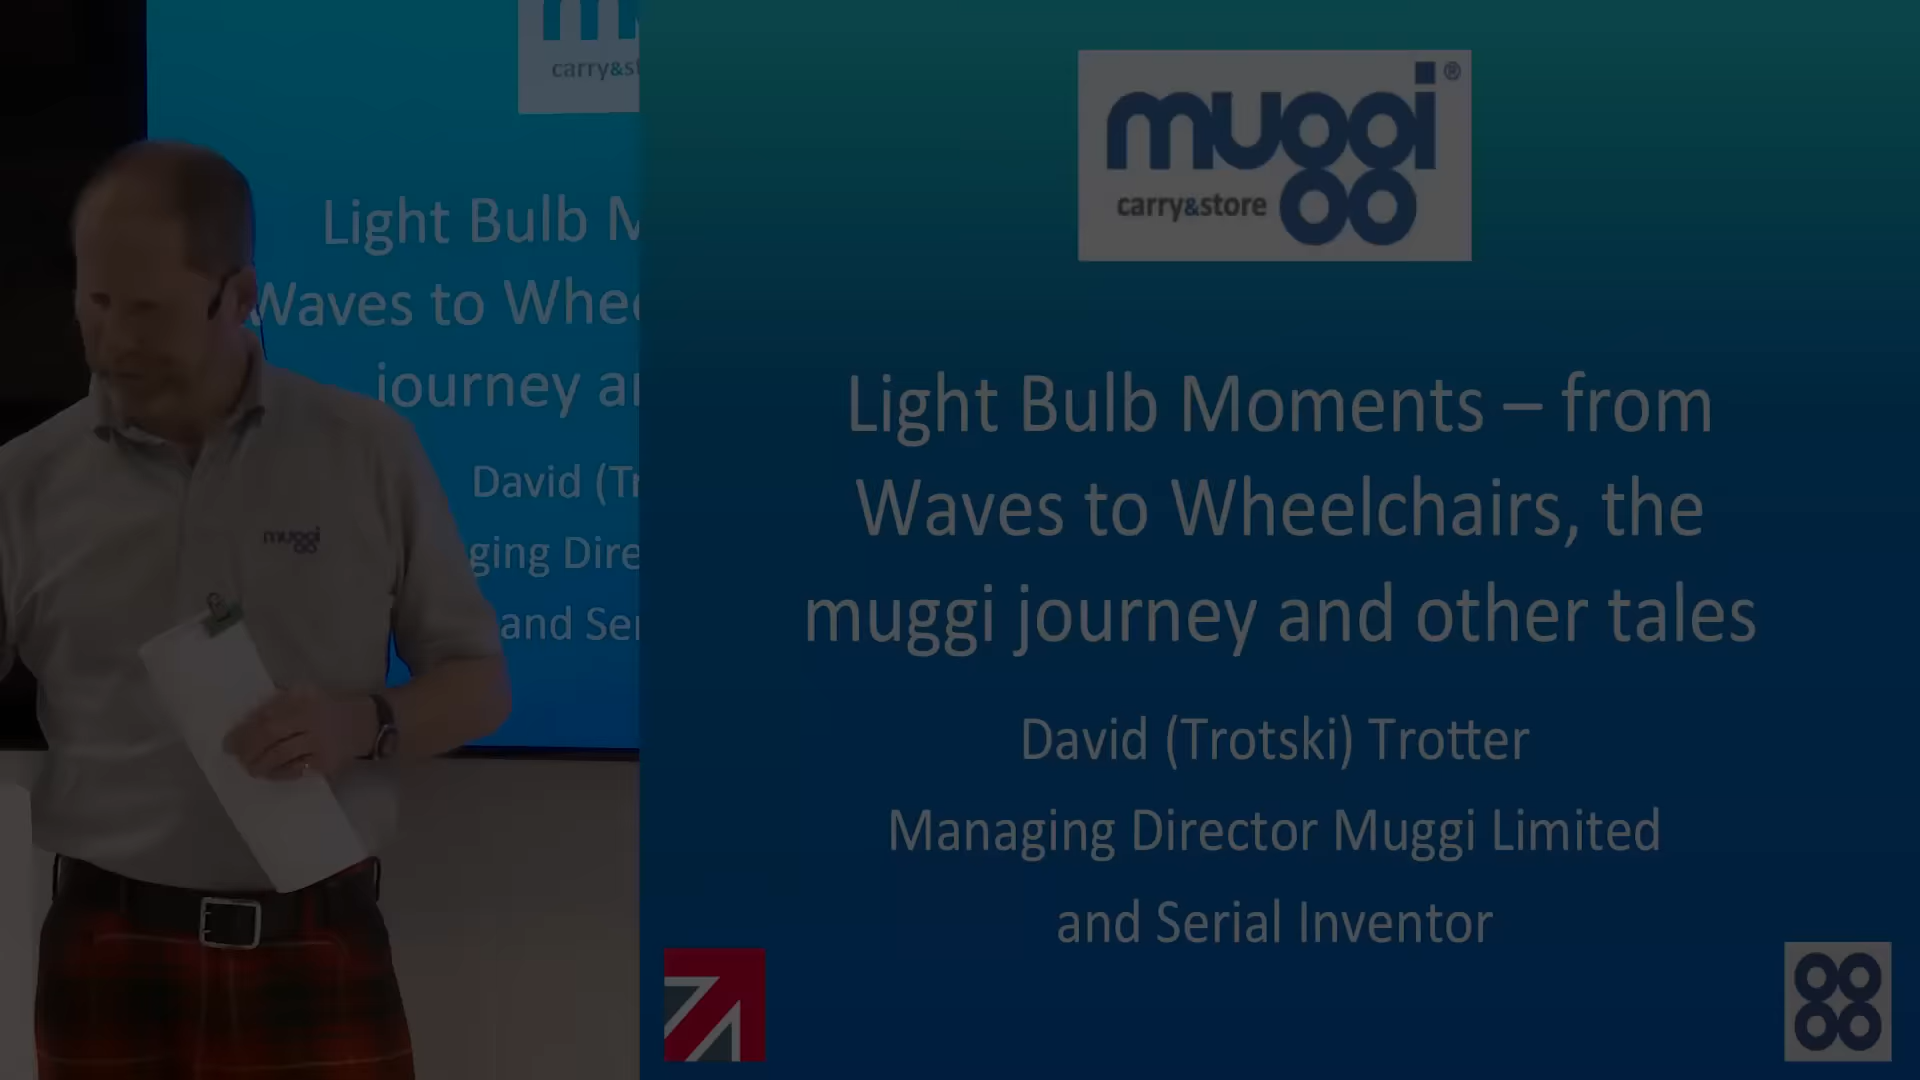 carry&st
Light Bulb M
Waves to Whee
journey a
David (Tr
ging Dire
and Ser
muggi
muggi®
carry&store
Light Bulb Moments – from
Waves to Wheelchairs, the
muggi journey and other tales
David (Trotski) Trotter
Managing Director Muggi Limited
and Serial Inventor